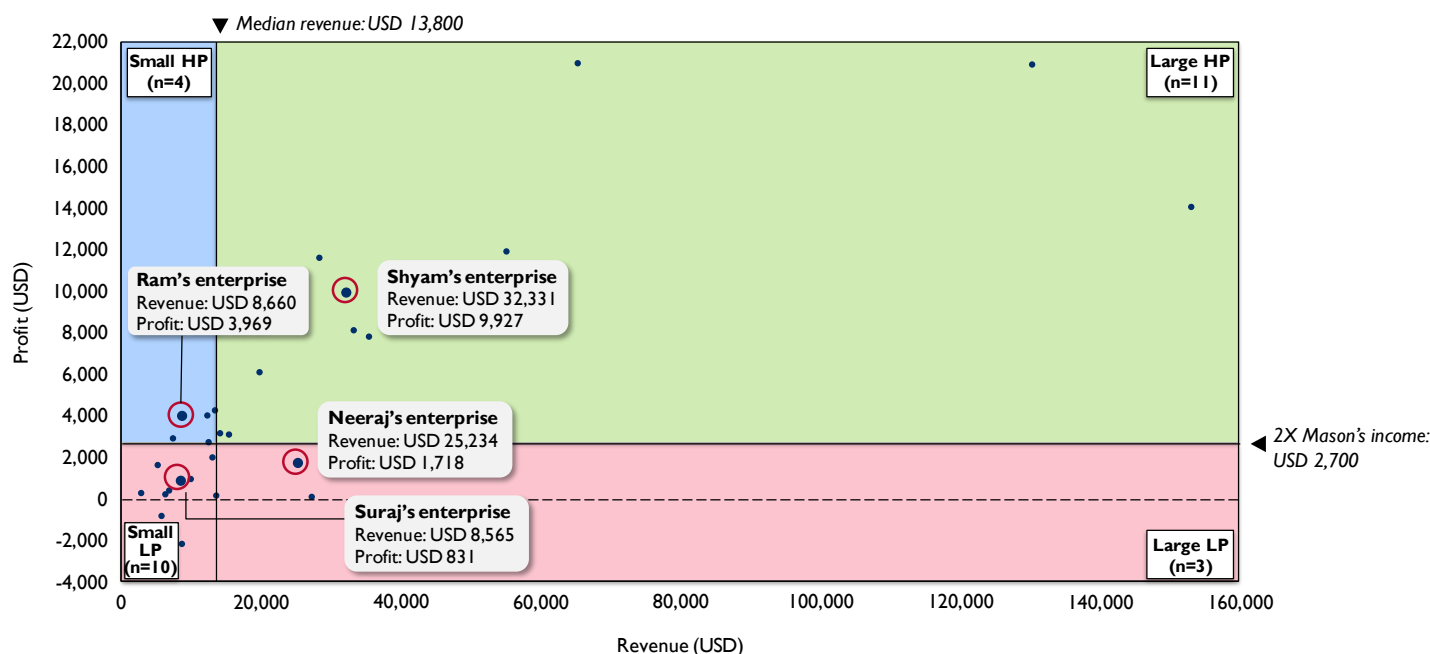 Median revenue: USD 13,800
22,000
20,000
18,000
16,000
14,000
12,000
10,000
8,000
6,000
4,000
2,000
0
-2,000
-4,000
Profit (USD)
Small HP
(n=4)
Large HP
(n=11)
Ram's enterprise
Revenue: USD 8,660
Profit: USD 3,969
Shyam's enterprise
Revenue: USD 32,331
Profit: USD 9,927
Neeraj's enterprise
Revenue: USD 25,234
Profit: USD 1,718
2X Mason's income:
USD 2,700
Suraj's enterprise
Revenue: USD 8,565
Profit: USD 831
Small
LP
(n=10)
Large LP
(n=3)
0
20,000
40,000
60,000
80,000
100,000
120,000
140,000
160,000
Revenue (USD)